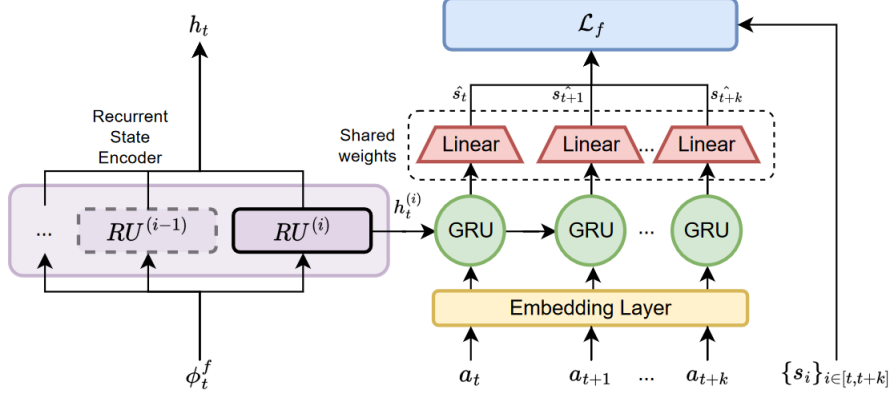 h_t
𝓛_f
ŝ_t
ŝ_{t+1}
ŝ_{t+k}
Recurrent
State
Encoder
Shared
weights
Linear
Linear
...
Linear
...
RU^{(i−1)}
RU^{(i)}
h_t^{(i)}
GRU
GRU
...
GRU
Embedding Layer
ϕ_t^f
a_t
a_{t+1}
...
a_{t+k}
{s_i}_{i∈[t,t+k]}